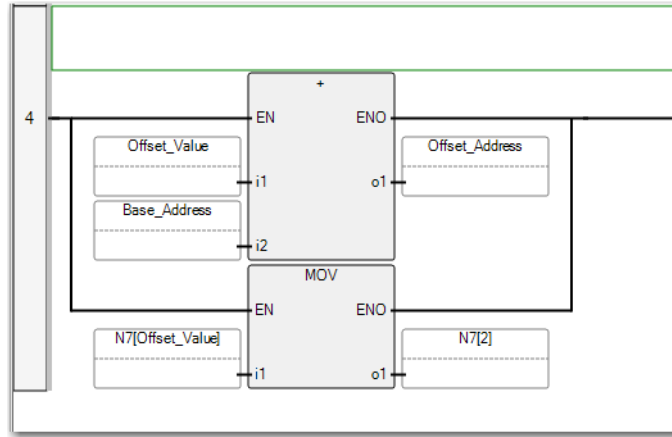 +
4 EN ENO
Offset_Value Offset_Address
i1 o1
Base_Address
i2
MOV
EN ENO
N7[Offset_Value] N7[2]
i1 o1